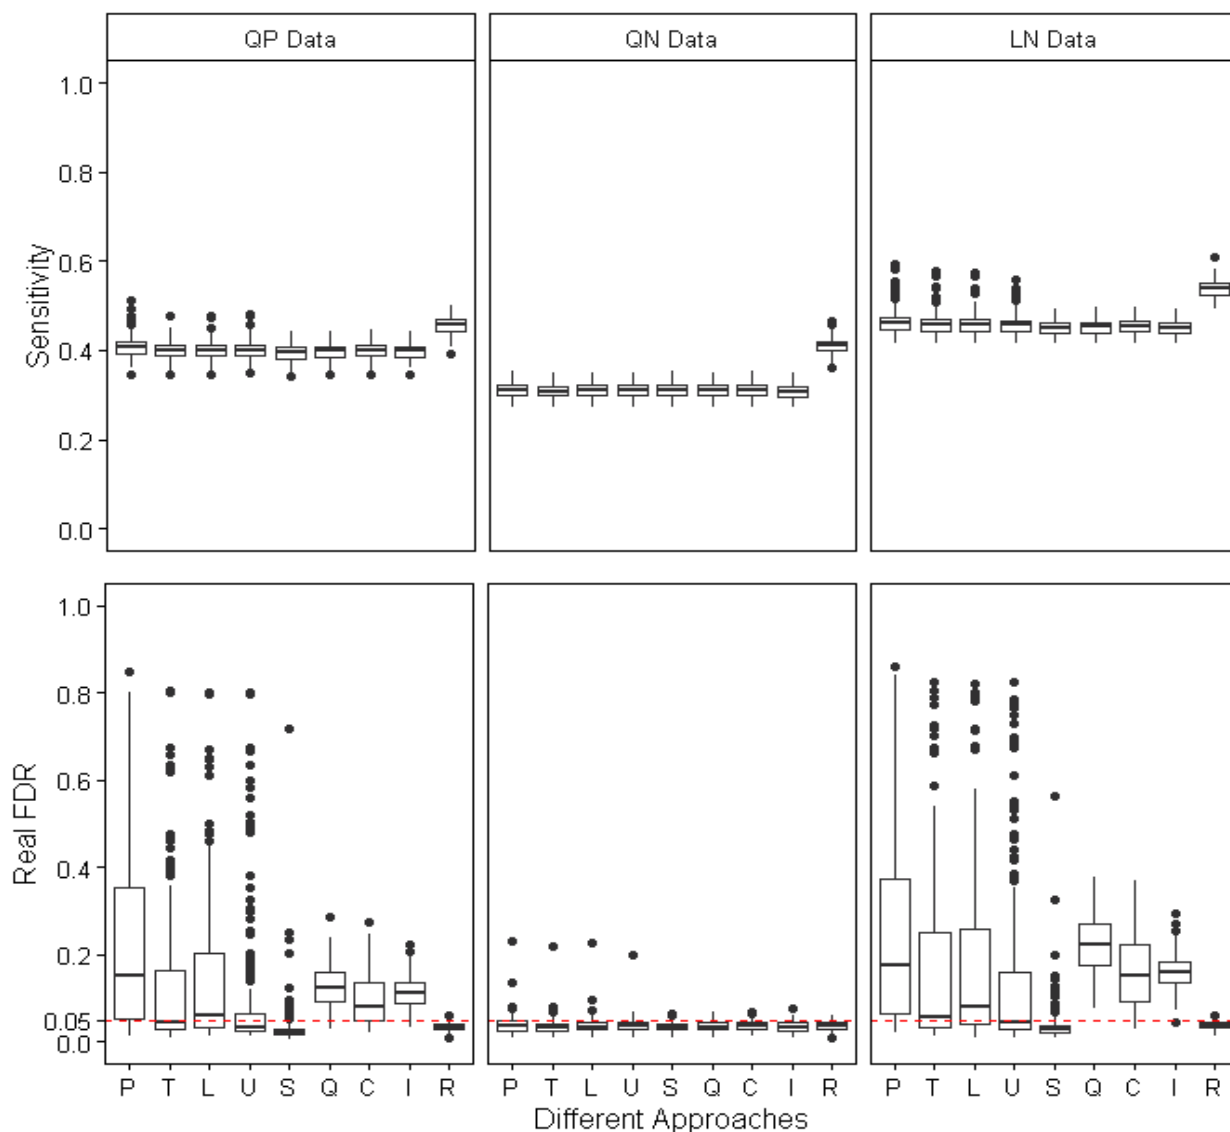 QP Data QN Data LN Data
1.0
0.8
0.6
0.4
0.2
0.0
Sensitivity
1.0
0.8
0.6
0.4
0.2
0.05
0.0
Real FDR
P T L U S Q C I R P T L U S Q C I R P T L U S Q C I R
Different Approaches